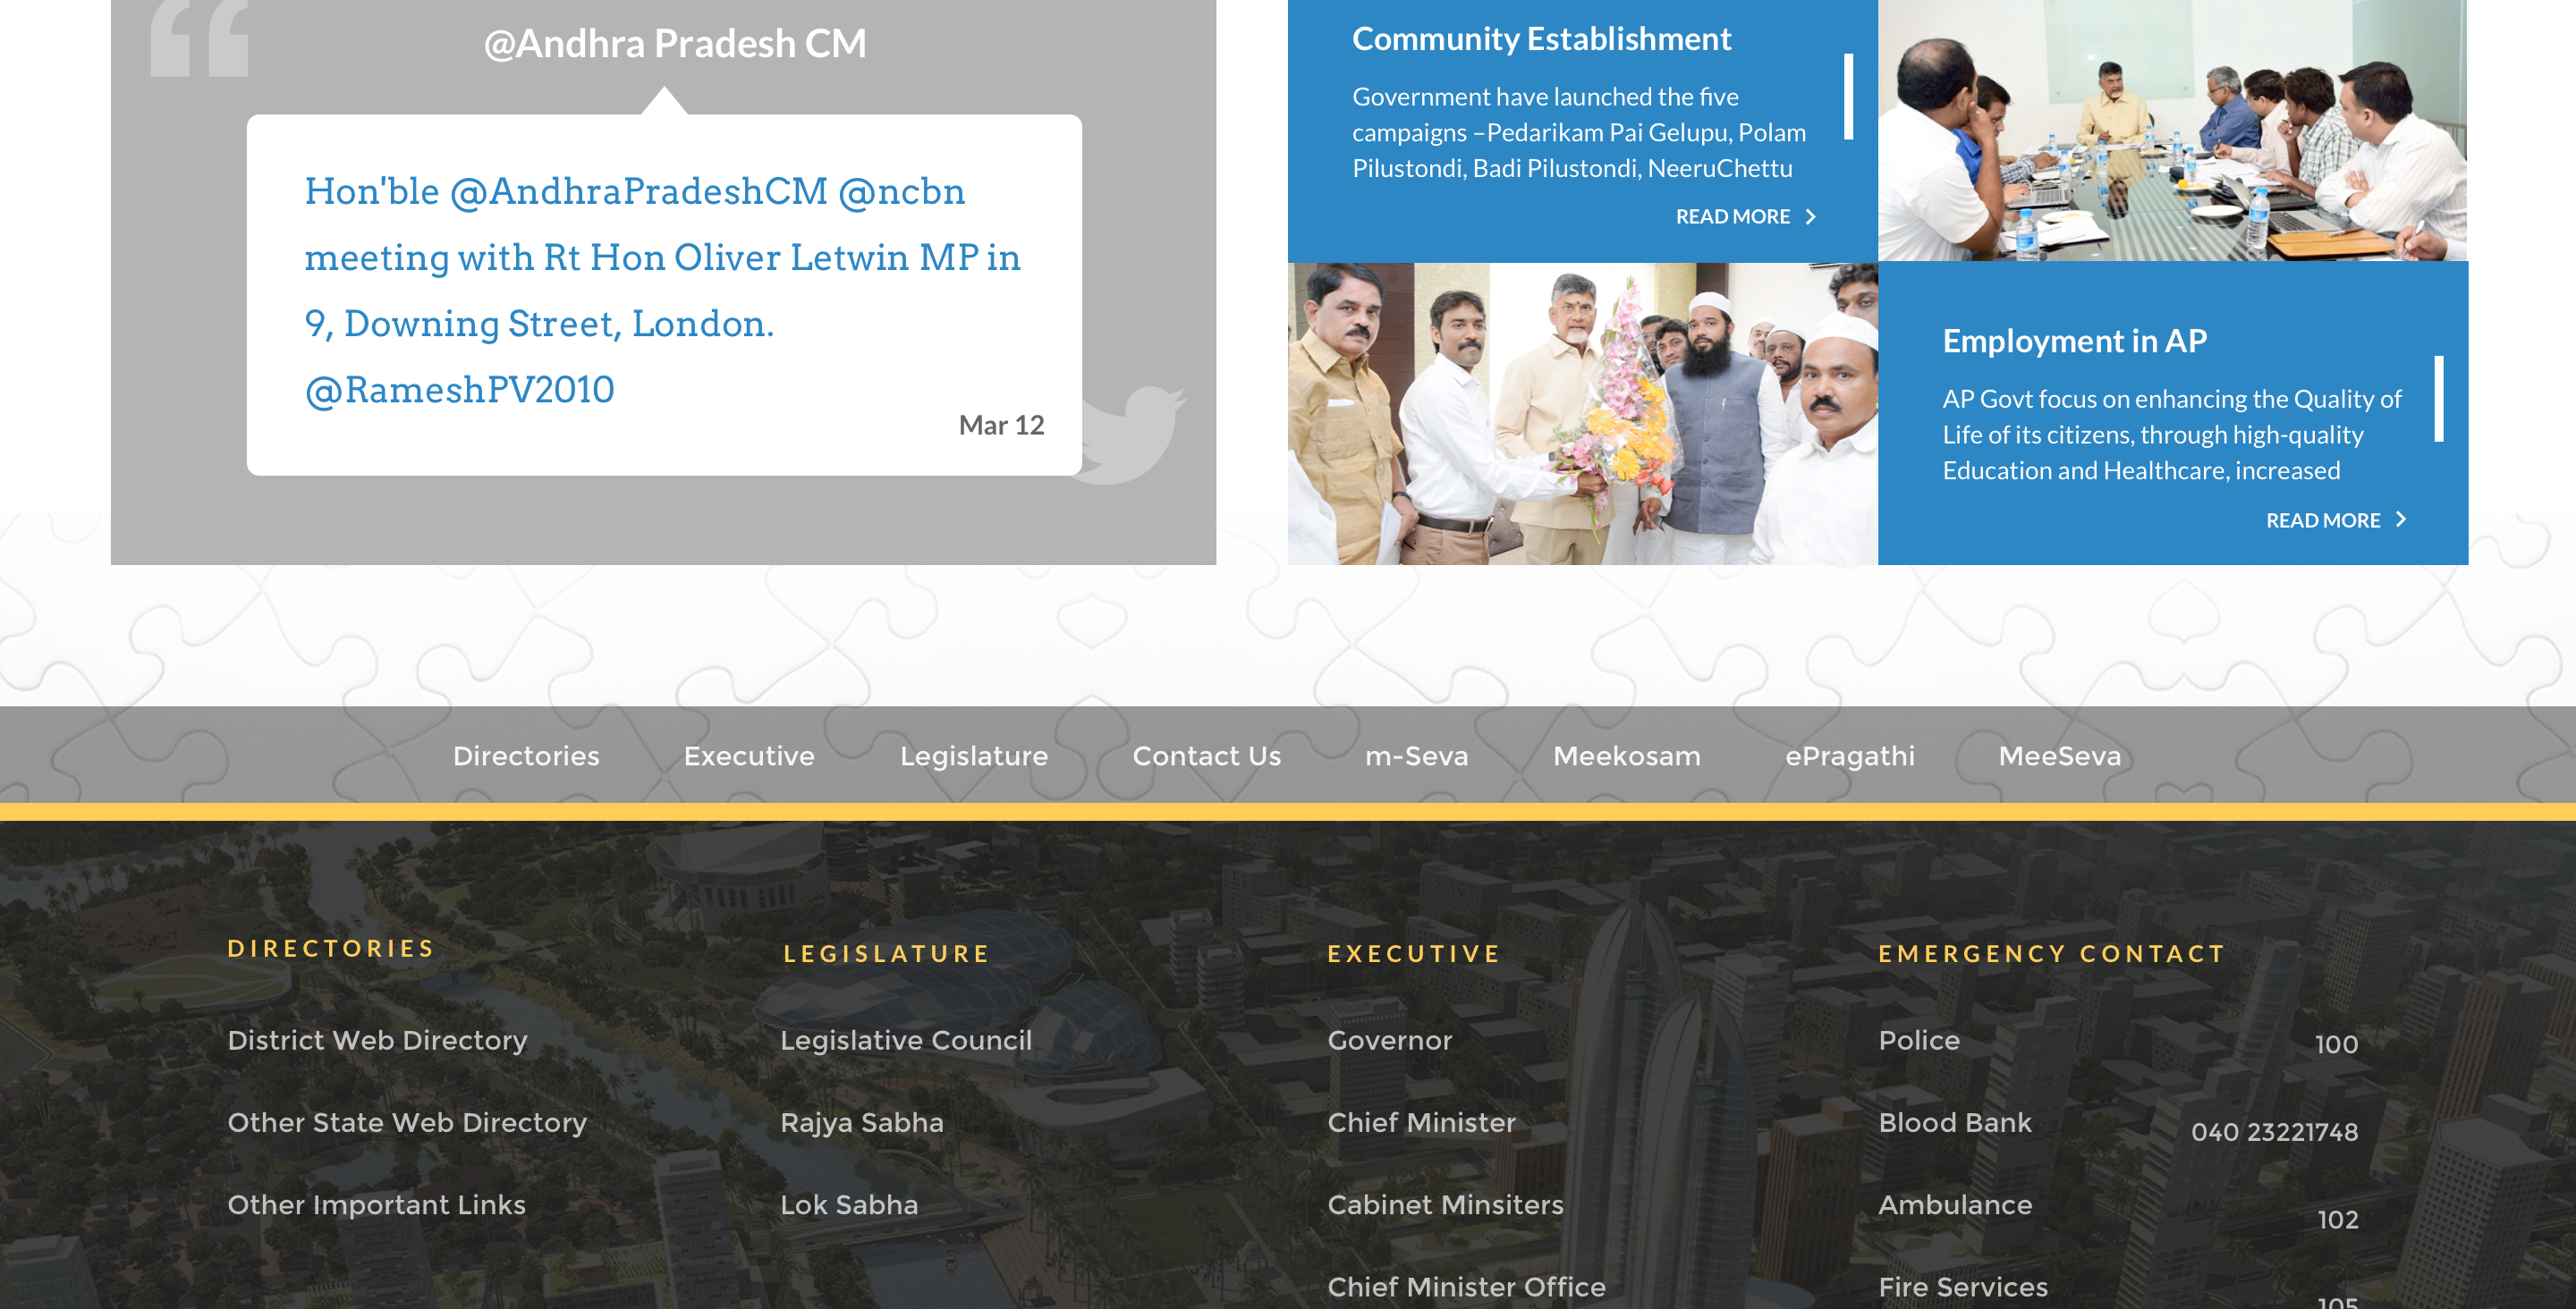 @Andhra Pradesh CM
Hon'ble @AndhraPradeshCM @ncbn
meeting with Rt Hon Oliver Letwin MP in
9, Downing Street, London.
@RameshPV2010
Mar 12
Community Establishment
Government have launched the five
campaigns –Pedarikam Pai Gelupu, Polam
Pilustondi, Badi Pilustondi, NeeruChettu
READ MORE
Employment in AP
AP Govt focus on enhancing the Quality of
Life of its citizens, through high-quality
Education and Healthcare, increased
READ MORE
Directories Executive Legislature Contact Us m-Seva Meekosam ePragathi MeeSeva
DIRECTORIES
District Web Directory
Other State Web Directory
Other Important Links
LEGISLATURE
Legislative Council
Rajya Sabha
Lok Sabha
EXECUTIVE
Governor
Chief Minister
Cabinet Minsiters
Chief Minister Office
EMERGENCY CONTACT
Police 100
Blood Bank 040 23221748
Ambulance 102
Fire Services